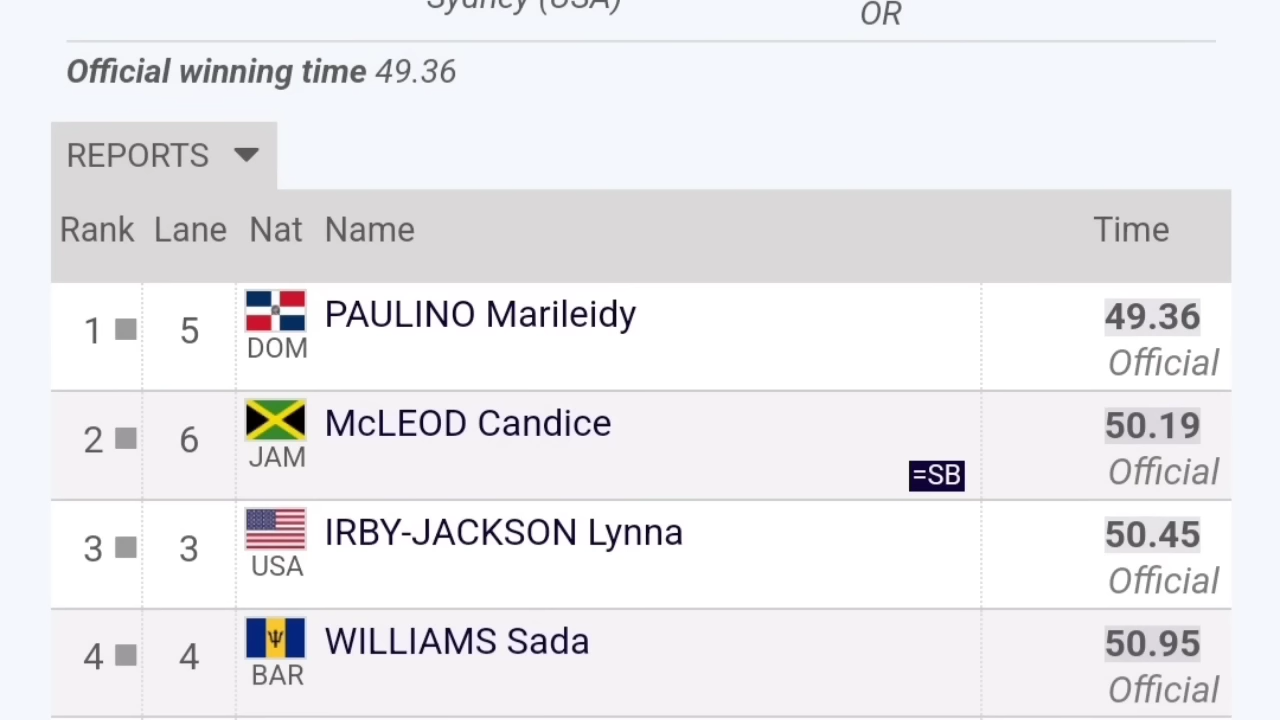 Sydney (USA)
OR
Official winning time 49.36
REPORTS
Rank Lane Nat Name Time
1 5 DOM PAULINO Marileidy 49.36
Official
2 6 JAM McLEOD Candice 50.19
=SB Official
3 3 USA IRBY-JACKSON Lynna 50.45
Official
4 4 BAR WILLIAMS Sada 50.95
Official